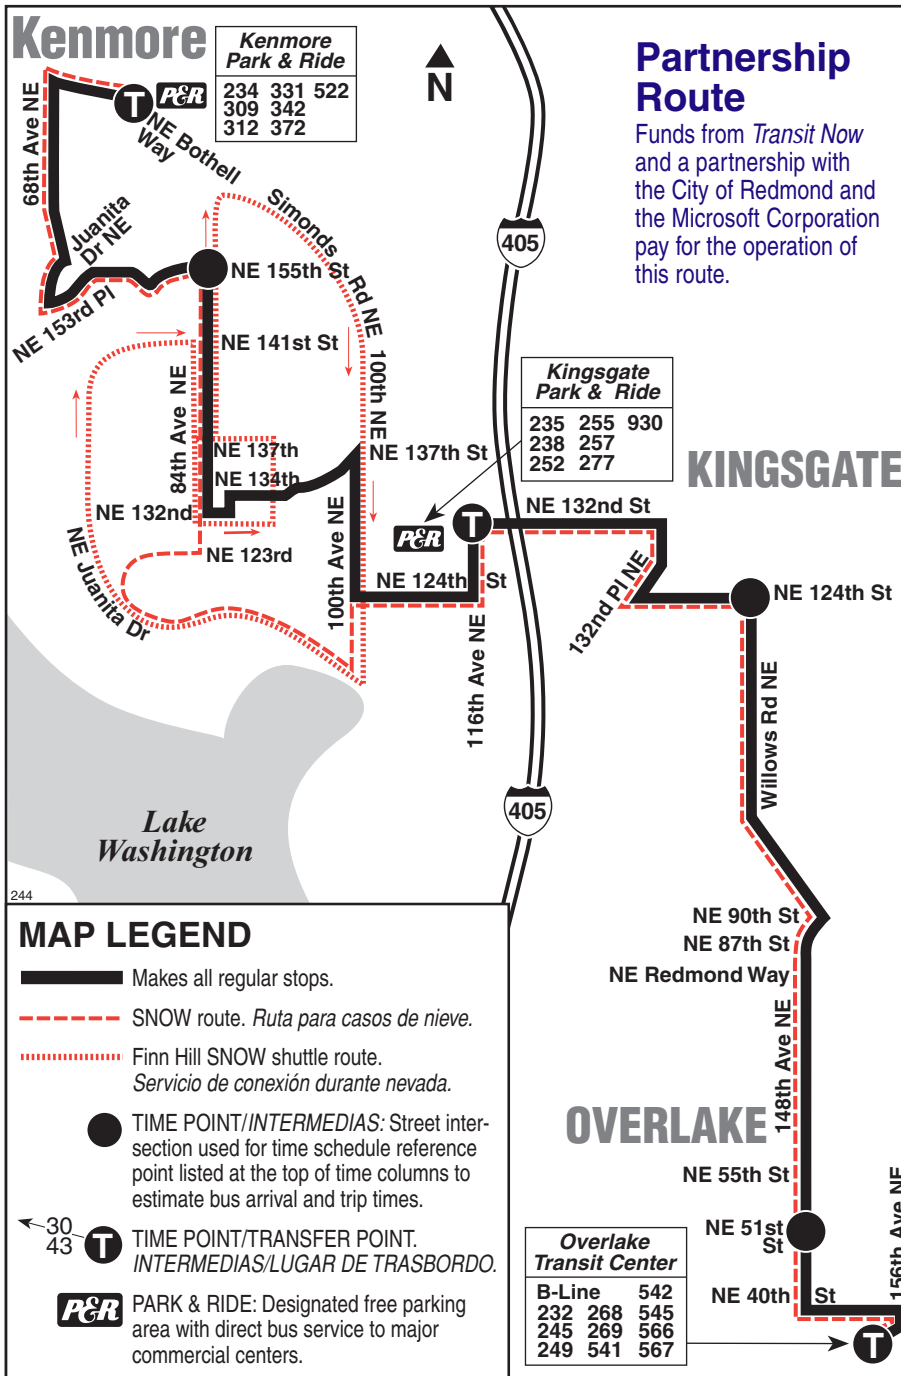 Kenmore
Kenmore
Park & Ride
234 331 522
309 342
312 372
N
Partnership
Route
Funds from Transit Now
and a partnership with
the City of Redmond and
the Microsoft Corporation
pay for the operation of
this route.
T
P&R
NE Bothell
Way
68th Ave NE
Juanita
Dr NE
NE 153rd Pl
NE 155th St
Simonds Rd NE
405
NE 141st St
100th NE
84th Ave NE
Kingsgate
Park & Ride
235 255 930
238 257
252 277
NE 137th
NE 137th St
KINGSGATE
NE 134th
NE 132nd
NE 123rd
NE Juanita Dr
100th Ave NE
P&R
T
NE 132nd St
NE 124th St
132nd Pl NE
NE 124th St
116th Ave NE
Willows Rd NE
405
Lake
Washington
244
NE 90th St
NE 87th St
NE Redmond Way
148th Ave NE
OVERLAKE
NE 55th St
NE 51st
St
156th Ave NE
NE 40th St
Overlake
Transit Center
B-Line 542
232 268 545
245 269 566
249 541 567
T
MAP LEGEND
Makes all regular stops.
SNOW route. Ruta para casos de nieve.
Finn Hill SNOW shuttle route.
Servicio de conexión durante nevada.
TIME POINT/INTERMEDIAS: Street inter-
section used for time schedule reference
point listed at the top of time columns to
estimate bus arrival and trip times.
30
43
T
TIME POINT/TRANSFER POINT.
INTERMEDIAS/LUGAR DE TRASBORDO.
P&R
PARK & RIDE: Designated free parking
area with direct bus service to major
commercial centers.